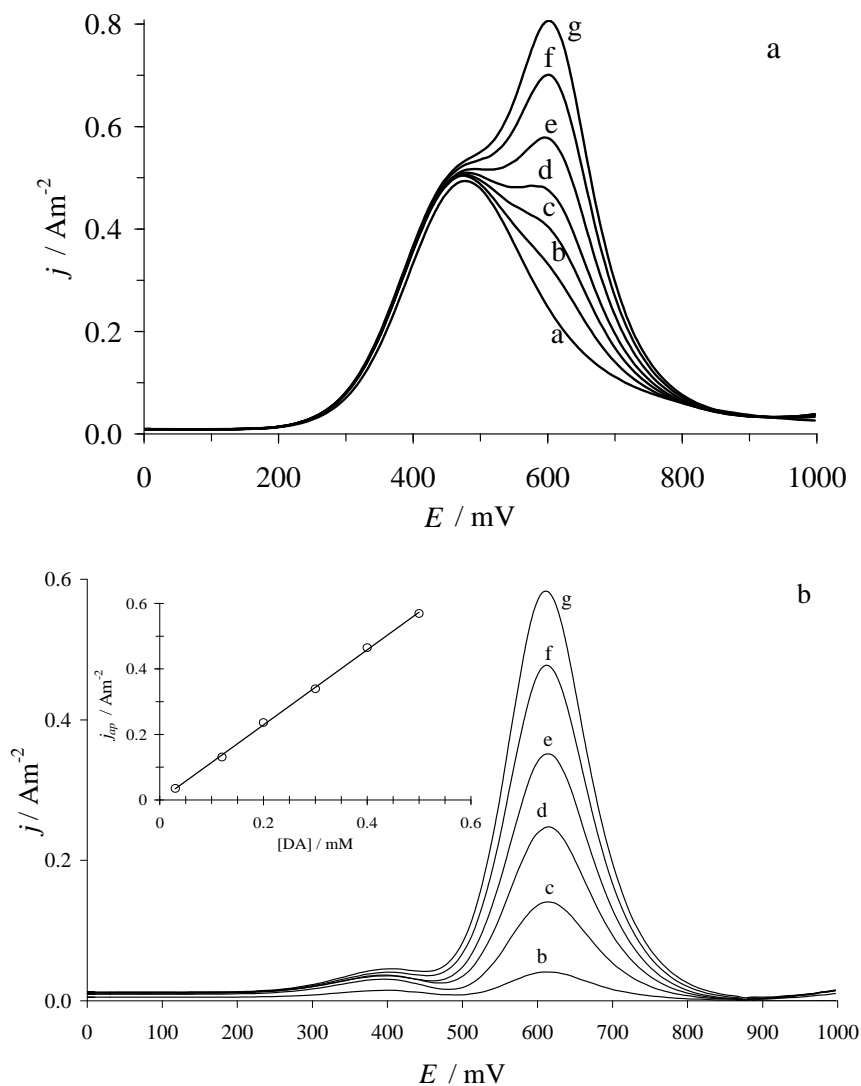 a
0.8
0.6
0.4
0.2
0.0
j / Am-2
g
f
e
d
c
b
a
0 200 400 600 800 1000
E / mV
b
0.6
0.4
0.2
0.0
j / Am-2
0.6
0.4
0.2
0
jap / Am-2
0 0.2 0.4 0.6
[DA] / mM
g
f
e
d
c
b
0 100 200 300 400 500 600 700 800 900 1000
E / mV